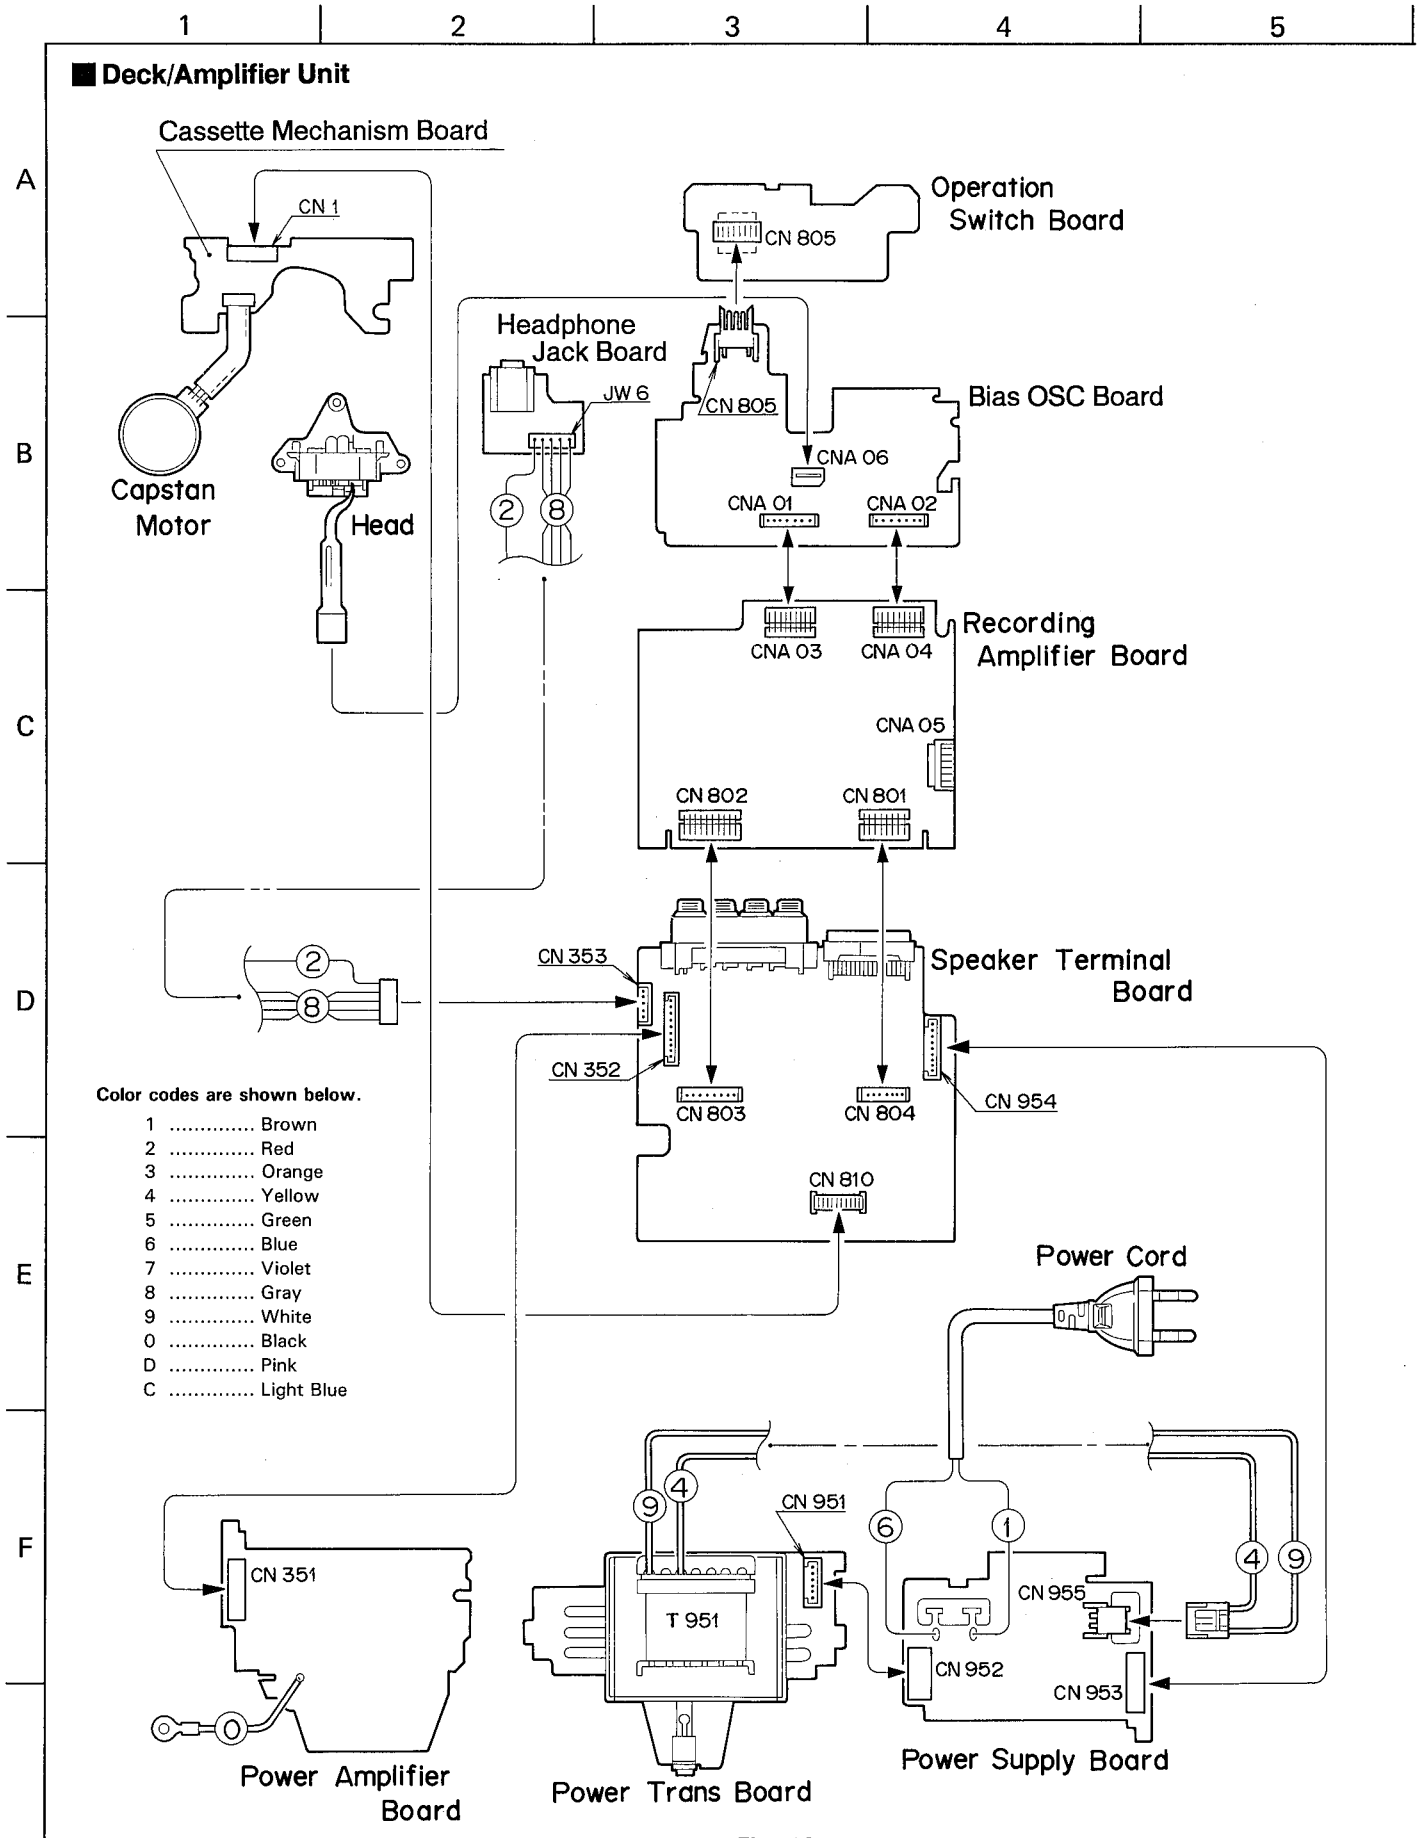 1 2 3 4 5
■ Deck/Amplifier Unit
Cassette Mechanism Board
A
CN 1
Operation
Switch Board
CN 805
Headphone
Jack Board
JW 6
CN 805
Bias OSC Board
B
CNA 06
Capstan
Motor
Head
2
8
CNA 01
CNA 02
Recording
Amplifier Board
CNA 03
CNA 04
C
CNA 05
CN 802
CN 801
Speaker Terminal
Board
CN 353
2
8
D
CN 352
CN 803
CN 804
CN 954
Color codes are shown below.
1 .............. Brown
2 .............. Red
3 .............. Orange
4 .............. Yellow
5 .............. Green
6 .............. Blue
7 .............. Violet
8 .............. Gray
9 .............. White
0 .............. Black
D .............. Pink
C .............. Light Blue
CN 810
E
Power Cord
9
4
CN 951
6
1
4
9
F
CN 351
T 951
CN 955
CN 952
CN 953
0
Power Amplifier
Board
Power Trans Board
Power Supply Board